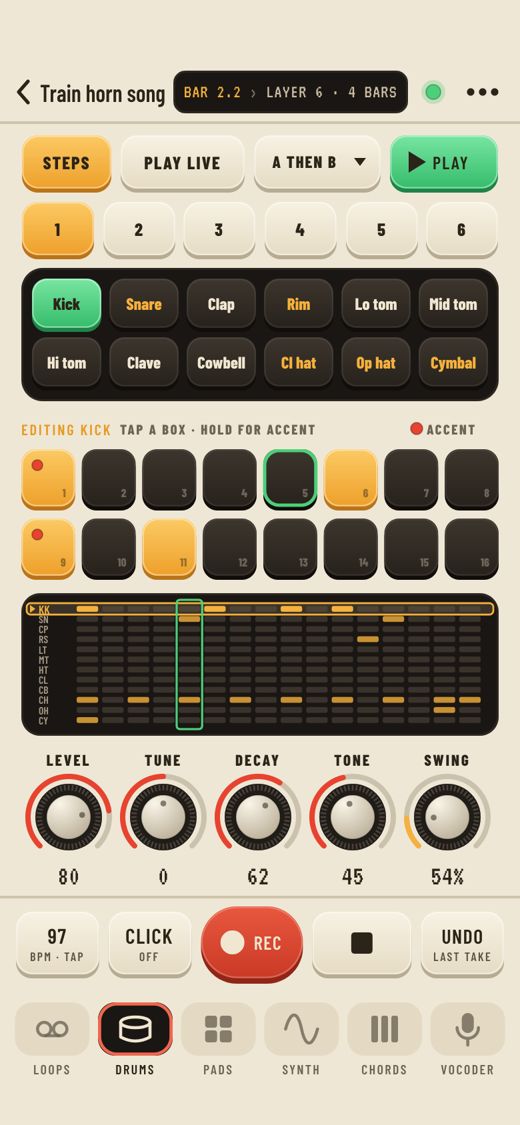 Train horn song BAR 2.2 › LAYER 6 · 4 BARS
STEPS PLAY LIVE A THEN B PLAY
1 2 3 4 5 6
Kick Snare Clap Rim Lo tom Mid tom
Hi tom Clave Cowbell Cl hat Op hat Cymbal
EDITING KICK TAP A BOX · HOLD FOR ACCENT ACCENT
1 2 3 4 5 6 7 8
9 10 11 12 13 14 15 16
KK
SN
CP
RS
LT
MT
HT
CL
CB
CH
OH
CY
LEVEL TUNE DECAY TONE SWING
80 0 62 45 54%
97 CLICK REC UNDO
BPM · TAP OFF LAST TAKE
LOOPS DRUMS PADS SYNTH CHORDS VOCODER